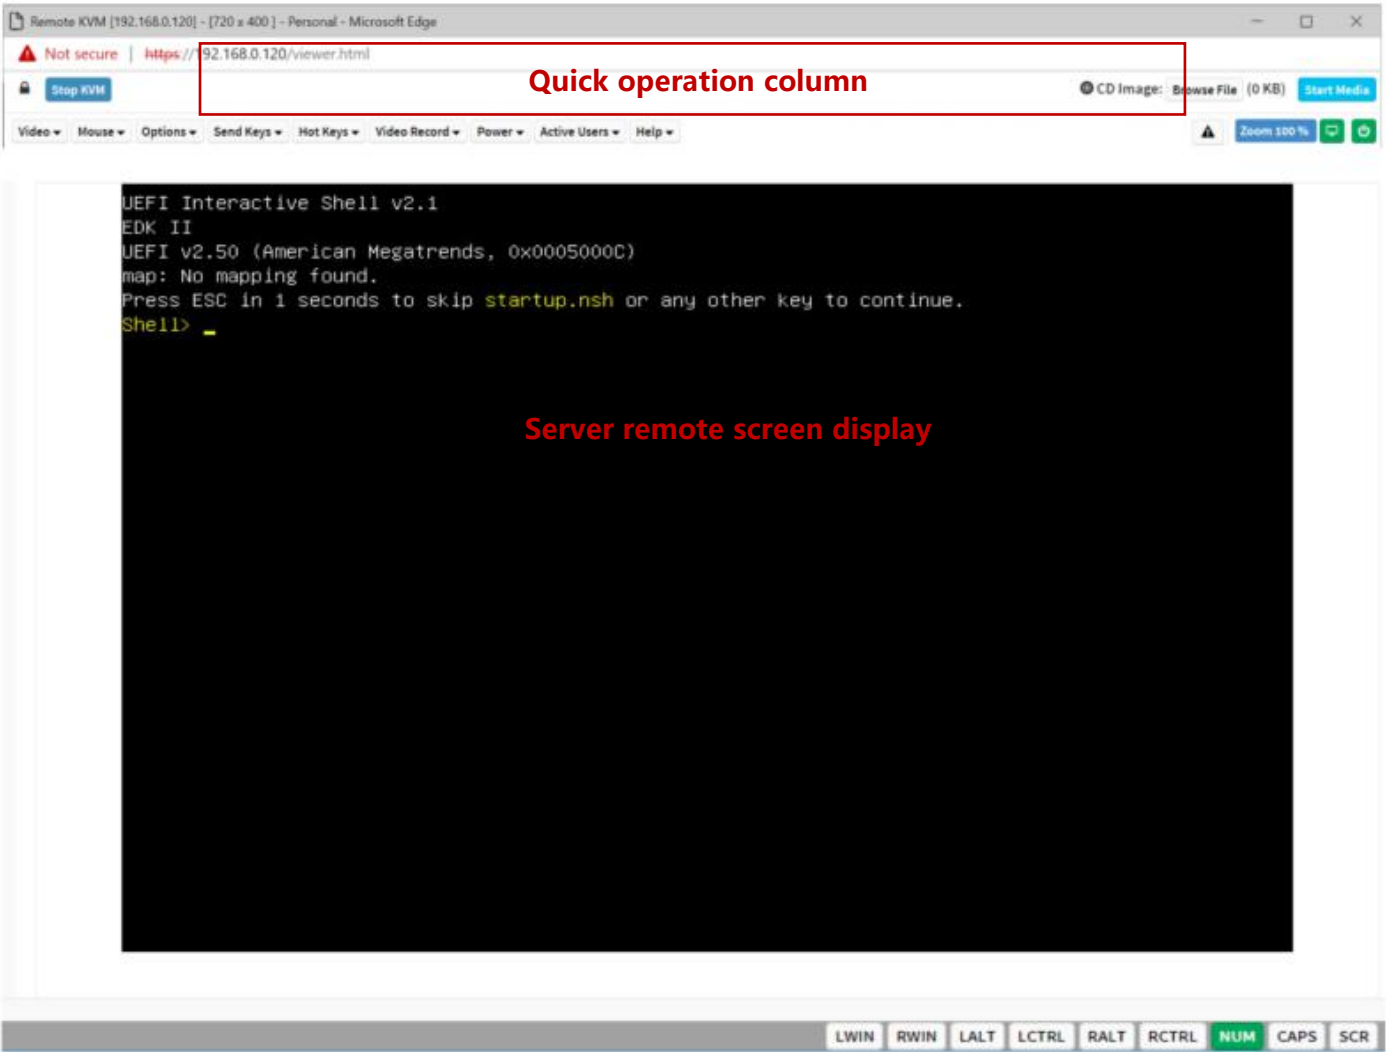 Remote KVM [192.168.0.120] - [720 x 400 ] - Personal - Microsoft Edge
Not secure | https://192.168.0.120/viewer.html
Quick operation column
Stop KVM
CD Image: Browse File (0 KB) Start Media
Video Mouse Options Send Keys Hot Keys Video Record Power Active Users Help
Zoom 100 %
UEFI Interactive Shell v2.1
EDK II
UEFI v2.50 (American Megatrends, 0x0005000C)
map: No mapping found.
Press ESC in 1 seconds to skip startup.nsh or any other key to continue.
Shell> _
Server remote screen display
LWIN RWIN LALT LCTRL RALT RCTRL NUM CAPS SCR